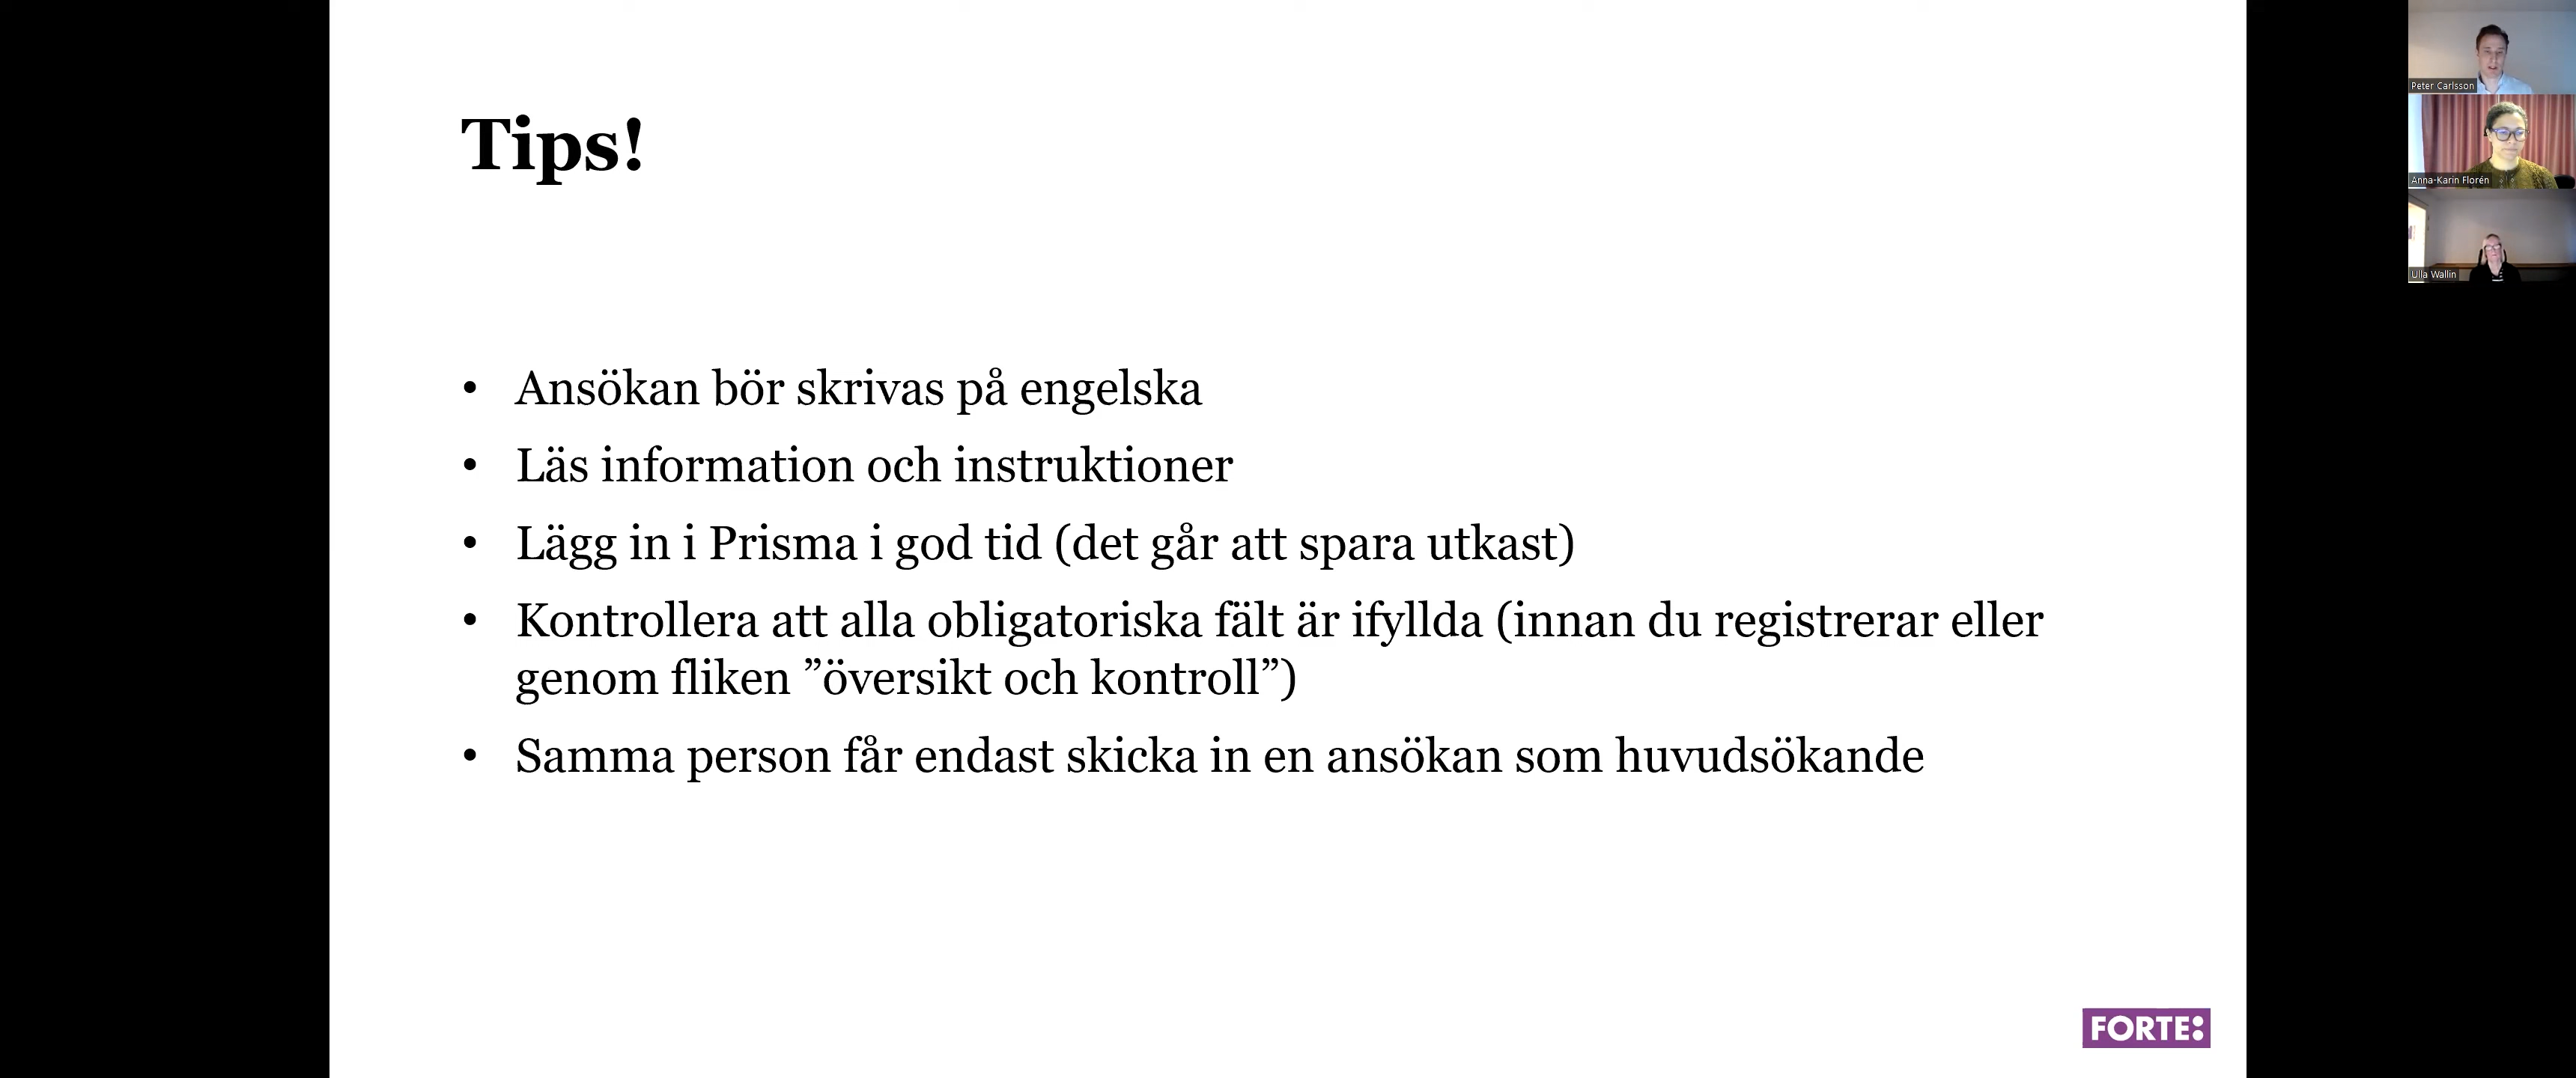 Tips!
• Ansökan bör skrivas på engelska
• Läs information och instruktioner
• Lägg in i Prisma i god tid (det går att spara utkast)
• Kontrollera att alla obligatoriska fält är ifyllda (innan du registrerar eller
genom fliken ”översikt och kontroll”)
• Samma person får endast skicka in en ansökan som huvudsökande
FORTE:
Peter Carlsson
Anna-Karin Florén
Ulla Wallin